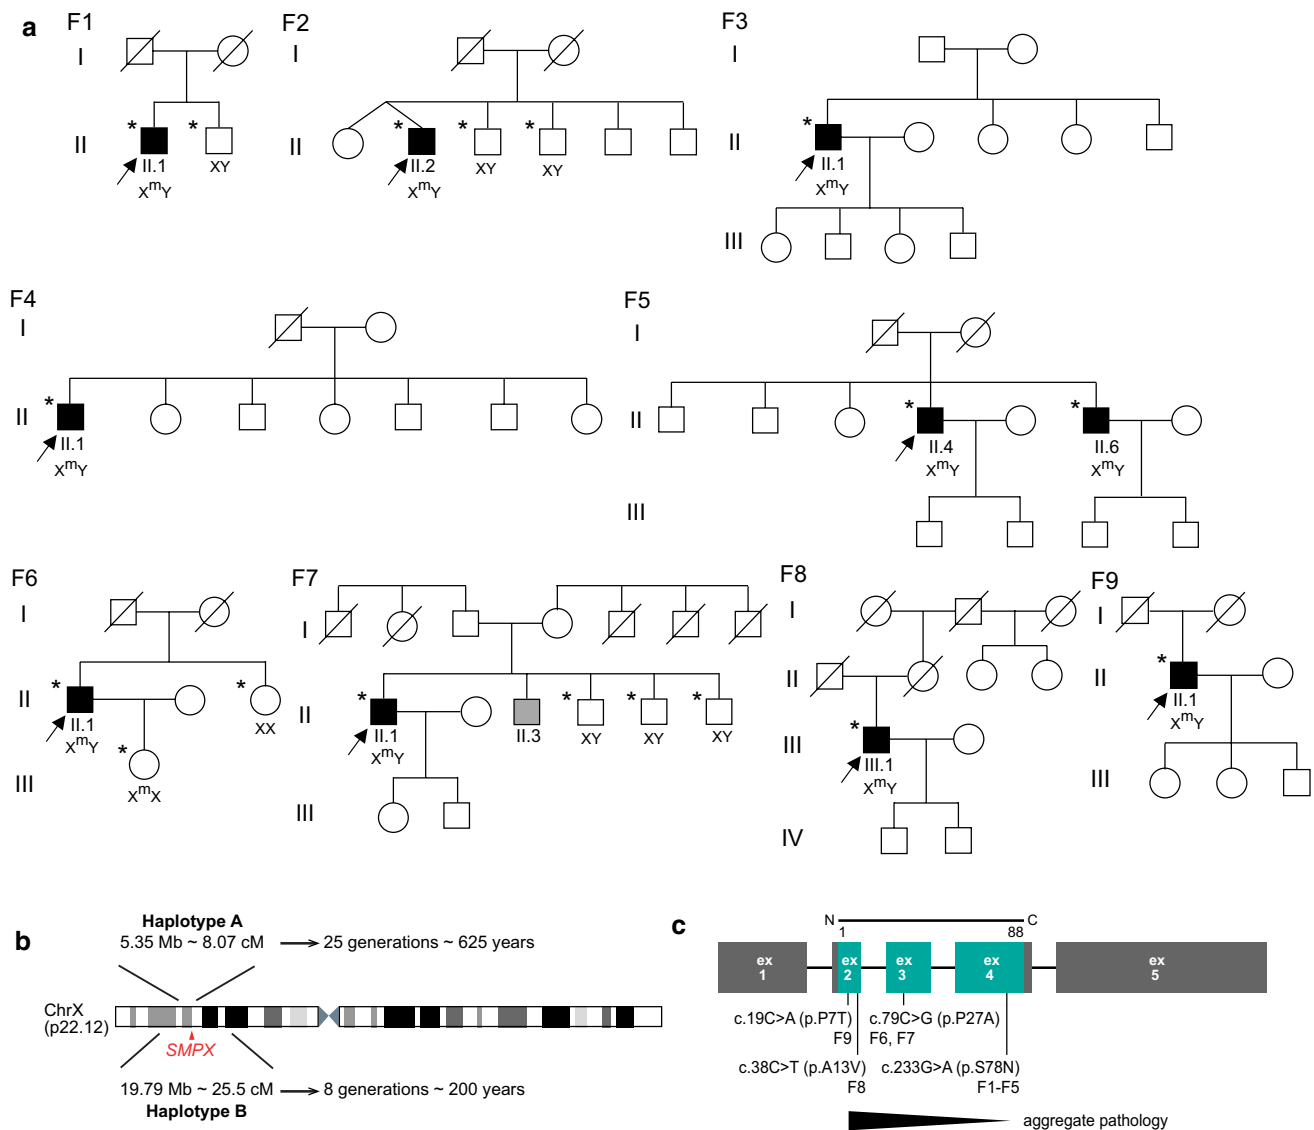 a
F1
F2
F3
I
I
I
II
II
II
III
*
*
II.1
XᵐY
XY
*
*
*
II.2
XᵐY
XY
XY
*
II.1
XᵐY
F4
F5
I
I
II
II
III
*
II.1
XᵐY
*
*
II.4
XᵐY
II.6
XᵐY
F6
F7
F8
F9
I
I
I
I
II
II
II
II
III
III
III
III
IV
*
II.1
XᵐY
*
XX
*
XᵐX
*
II.1
XᵐY
II.3
*
*
*
XY
XY
XY
*
III.1
XᵐY
*
II.1
XᵐY
b
Haplotype A
5.35 Mb ~ 8.07 cM
25 generations ~ 625 years
ChrX
(p22.12)
SMPX
19.79 Mb ~ 25.5 cM
8 generations ~ 200 years
Haplotype B
c
N
C
1
88
ex 1
ex 2
ex 3
ex 4
ex 5
c.19C>A (p.P7T)
F9
c.79C>G (p.P27A)
F6, F7
c.38C>T (p.A13V)
F8
c.233G>A (p.S78N)
F1-F5
aggregate pathology